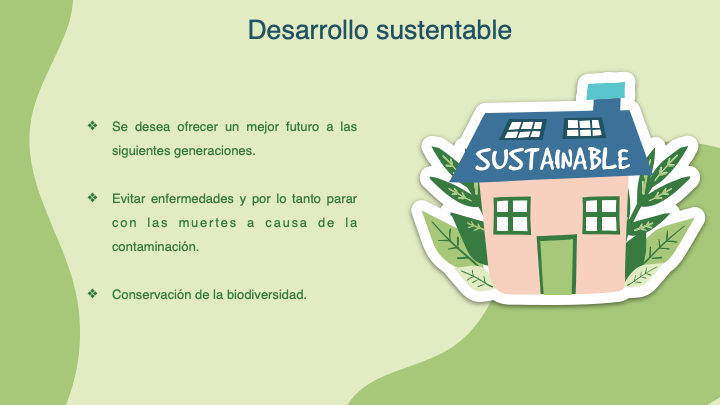 Desarrollo sustentable
❖ Se desea ofrecer un mejor futuro a las
siguientes generaciones.
❖ Evitar enfermedades y por lo tanto parar
con las muertes a causa de la
contaminación.
❖ Conservación de la biodiversidad.
SUSTAINABLE